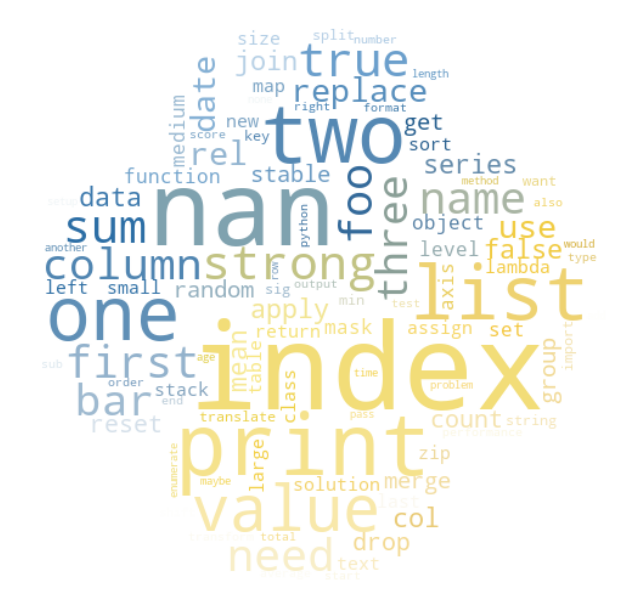 split number
size
join true
length
map
date
replace
right format
medium
new
two
get
score
key
sort
rel
foo
series
function
stable
method want
data
nan
three
name
also
sum
python
object
use
another
column
strong
level
false
would
row
lambda
type
left small
random
sig output
min
axis
list
test
one
index
apply
return
mask
assign
set
group
import
first
mean
table
sub
age
time
problem
bar
stack
class
order
end
translate
pass
count
string
reset
print
performance
enumerate
large
zip
maybe
solution
merge
value
last
col
total
drop
need
text
start